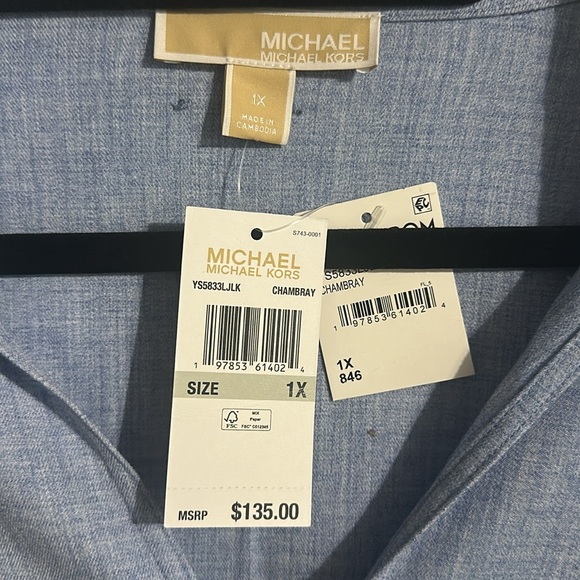 MICHAEL
MICHAEL KORS
1X
MADE IN
CAMBODIA
S743-0001
MICHAEL
MICHAEL KORS
YS5833LJLK CHAMBRAY
1 97853 61402 4
SIZE 1X
FSC
MIX
Paper
MSRP $135.00
CHAMBRAY
1 97853 61402 4
1X
846